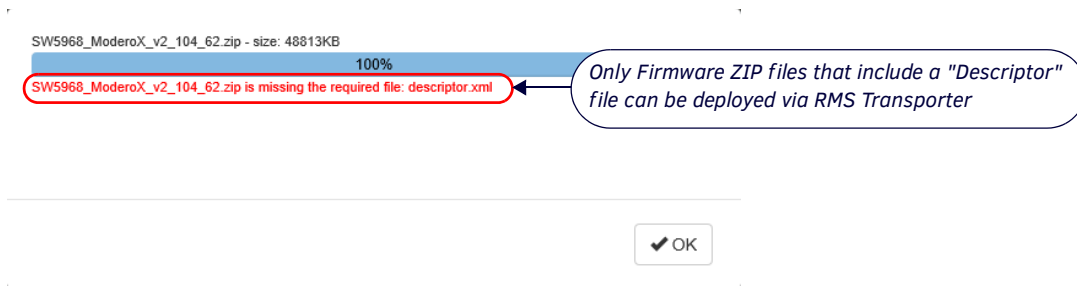 SW5968_ModeroX_v2_104_62.zip - size: 48813KB
100%
SW5968_ModeroX_v2_104_62.zip is missing the required file: descriptor.xml
Only Firmware ZIP files that include a "Descriptor"
file can be deployed via RMS Transporter
✔ OK